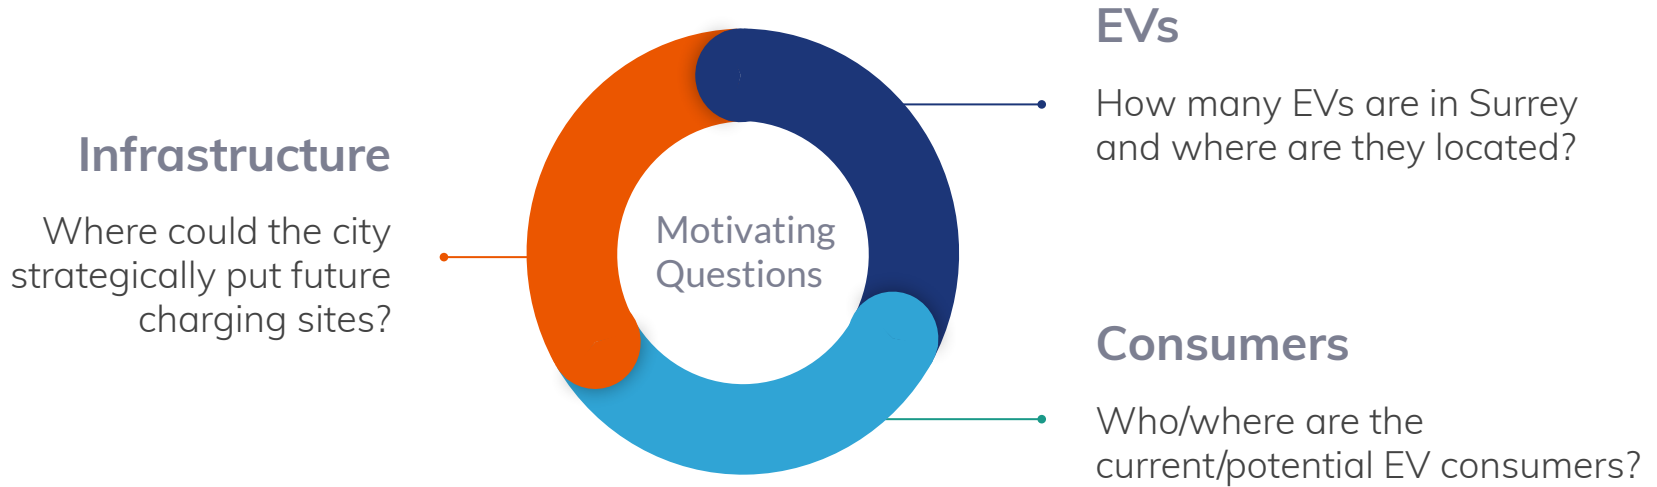 EVs
How many EVs are in Surrey
and where are they located?
Infrastructure
Where could the city
strategically put future
charging sites?
Motivating
Questions
Consumers
Who/where are the
current/potential EV consumers?